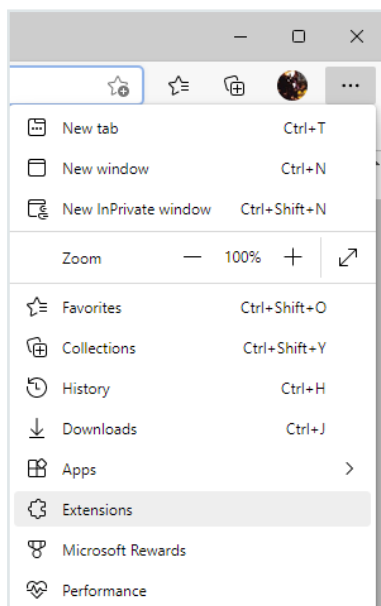 New tab Ctrl+T
New window Ctrl+N
New InPrivate window Ctrl+Shift+N
Zoom 100%
Favorites Ctrl+Shift+O
Collections Ctrl+Shift+Y
History Ctrl+H
Downloads Ctrl+J
Apps
Extensions
Microsoft Rewards
Performance